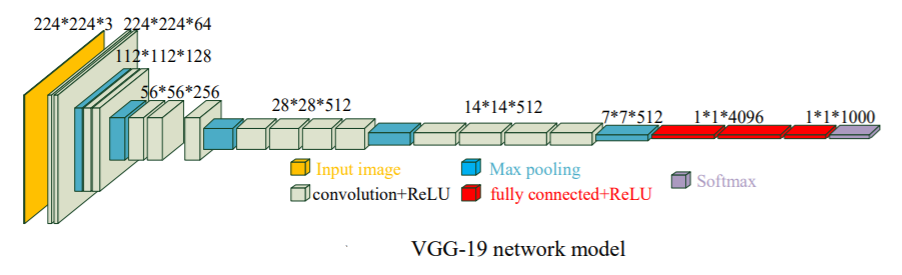 224*224*3
224*224*64
112*112*128
56*56*256
28*28*512
14*14*512
7*7*512
1*1*4096
1*1*1000
Input image
Max pooling
convolution+ReLU
fully connected+ReLU
Softmax
VGG-19 network model